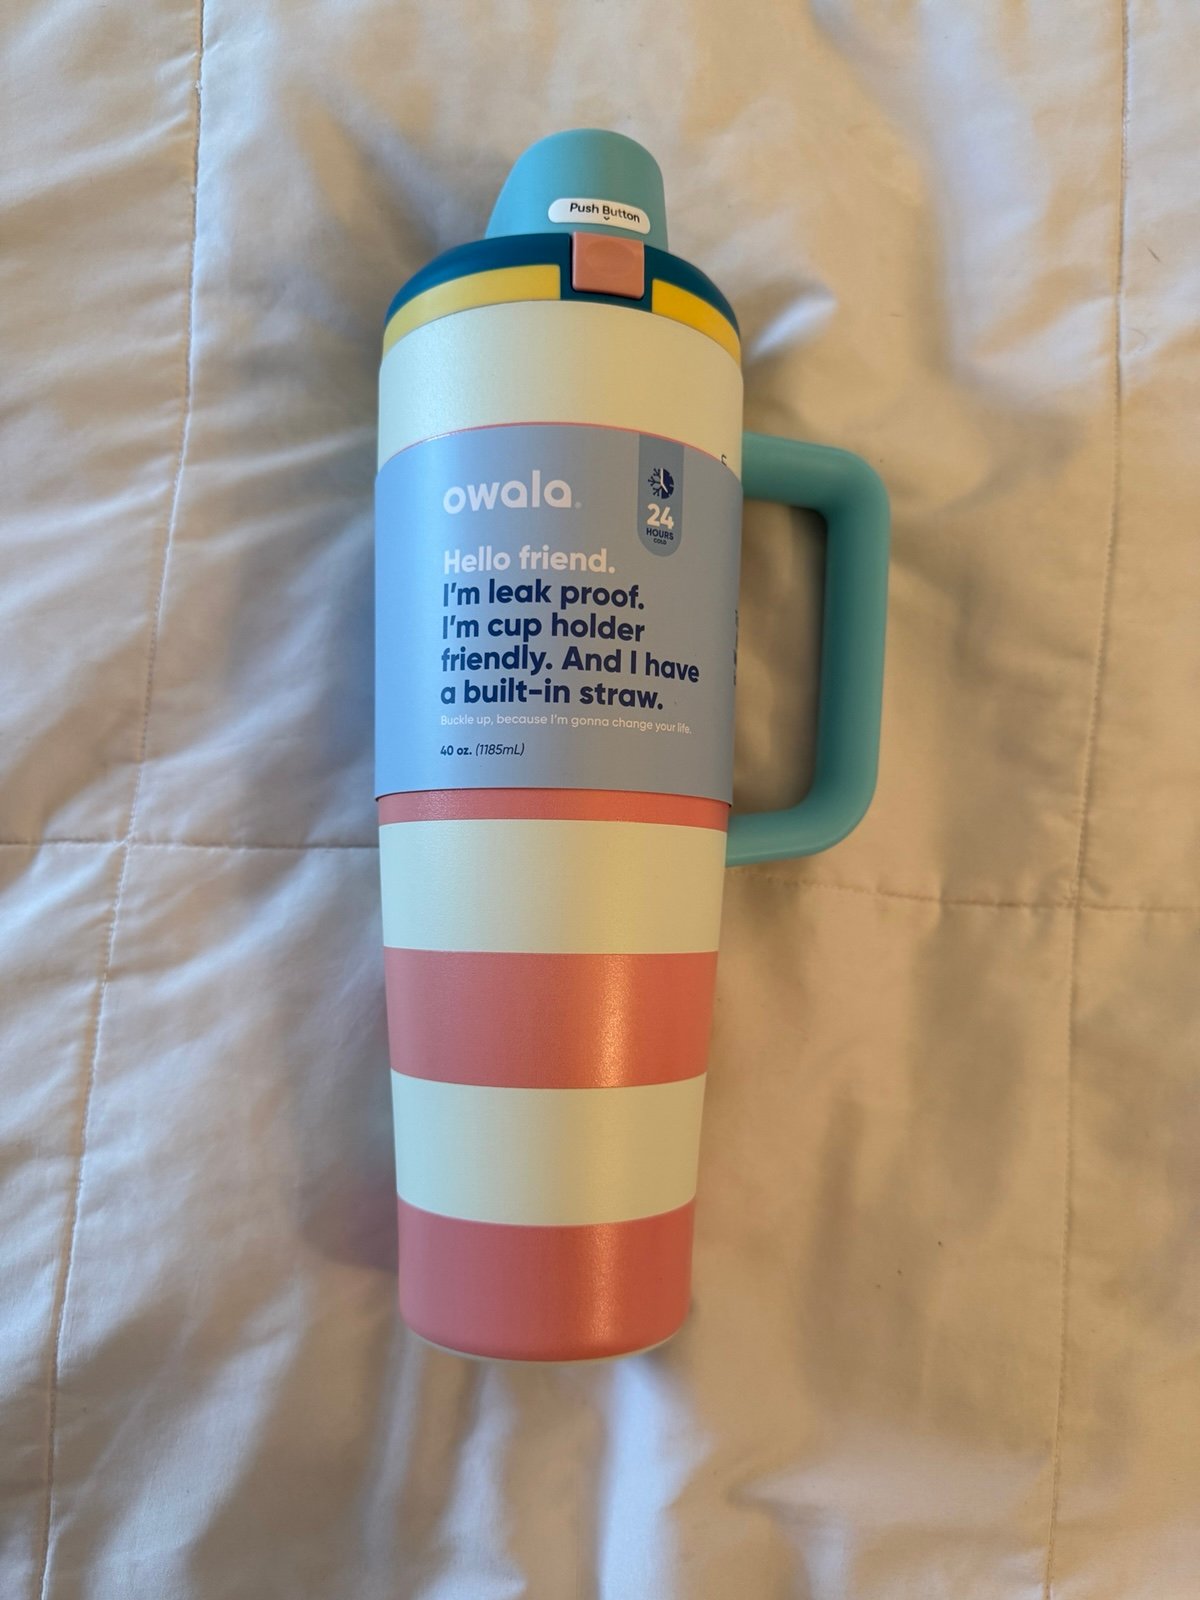 Push Button
owala
24
HOURS
COLD
Hello friend.
I'm leak proof.
I'm cup holder
friendly. And I have
a built-in straw.
Buckle up, because I'm gonna change your life.
40 oz. (1185mL)